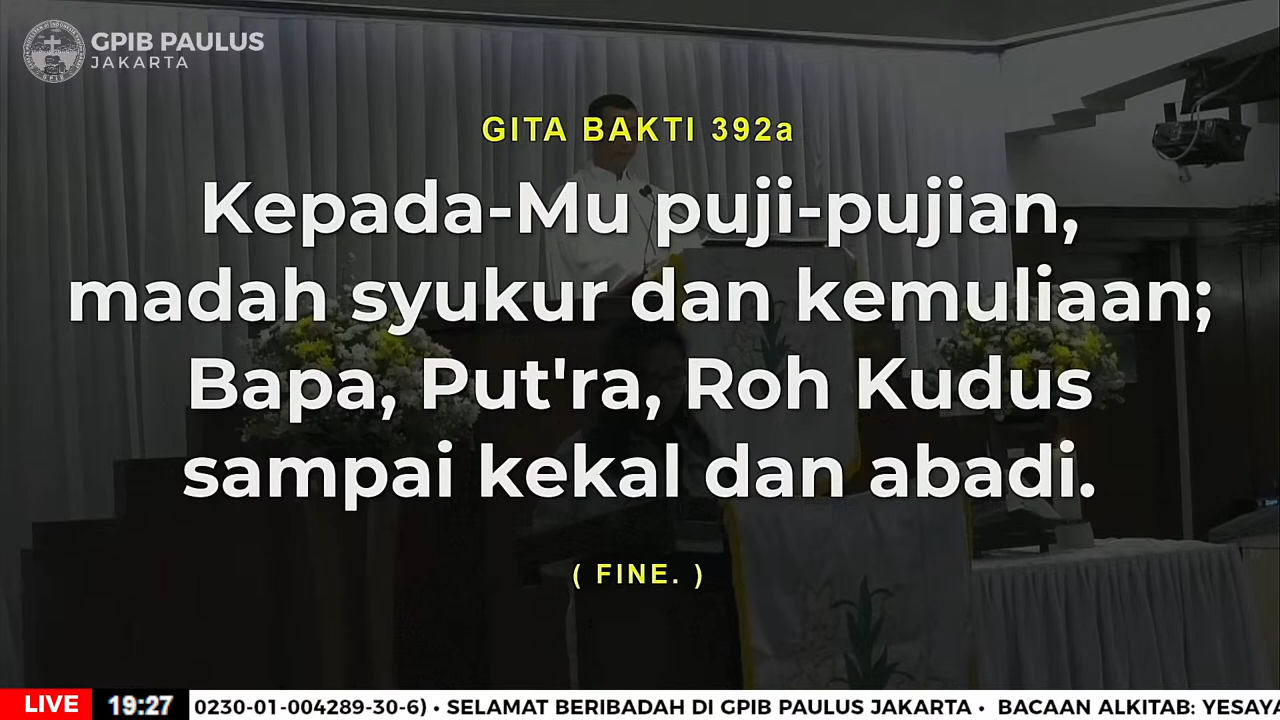 GPIB PAULUS
JAKARTA
GITA BAKTI 392a
Kepada-Mu puji-pujian,
madah syukur dan kemuliaan;
Bapa, Put'ra, Roh Kudus
sampai kekal dan abadi.
( FINE. )
LIVE 19:27 0230-01-004289-30-6) • SELAMAT BERIBADAH DI GPIB PAULUS JAKARTA • BACAAN ALKITAB: YESAYA